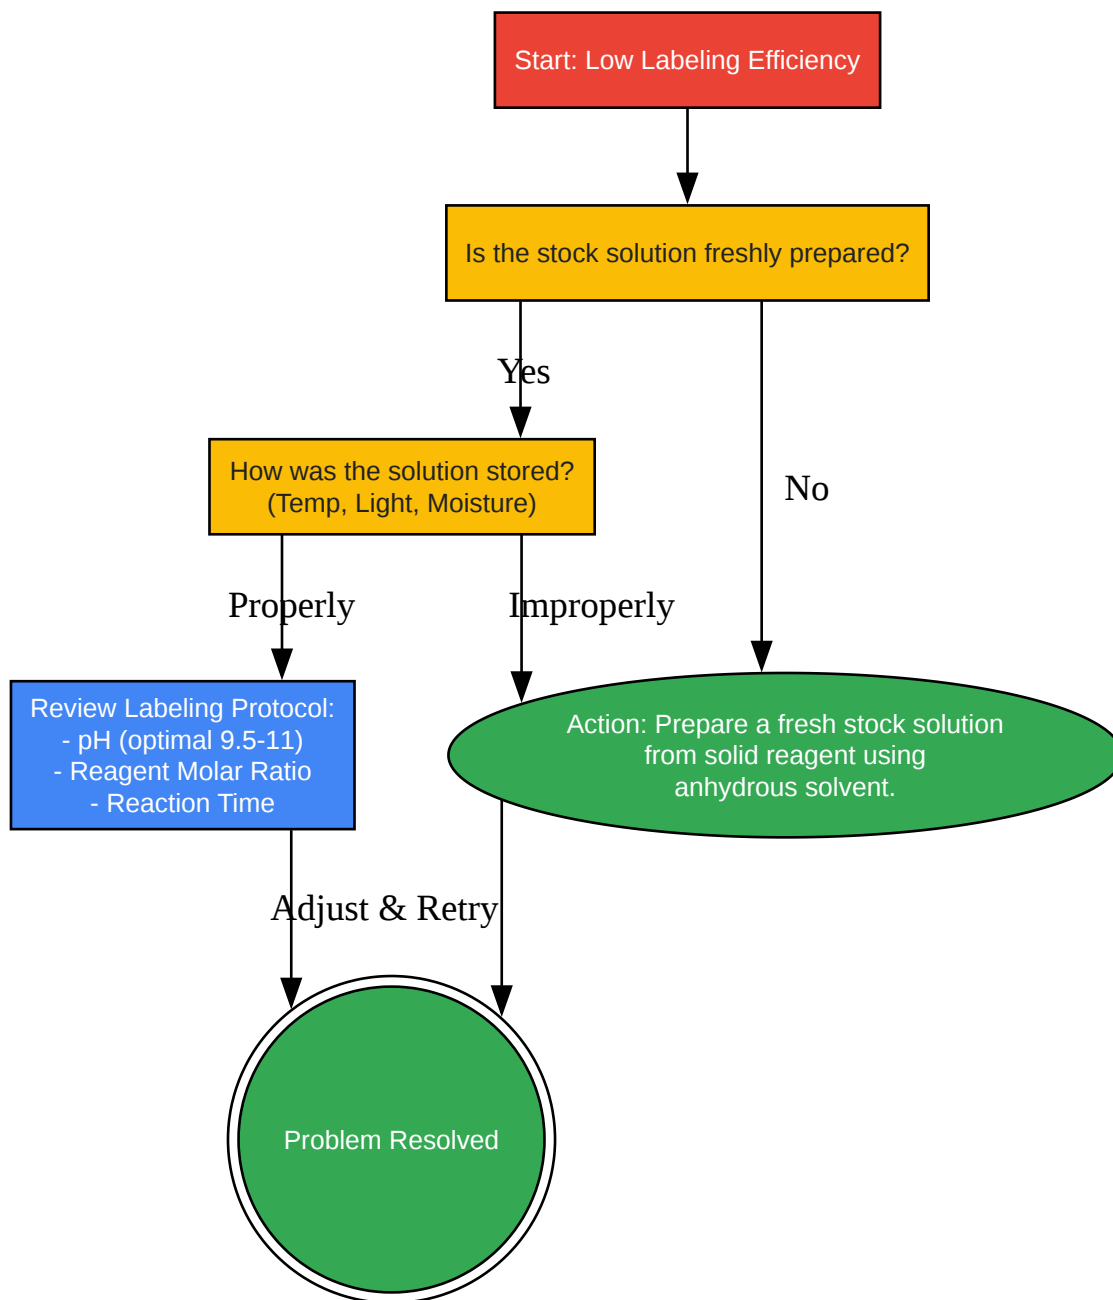 Start: Low Labeling Efficiency
Is the stock solution freshly prepared?
Yes
How was the solution stored?
(Temp, Light, Moisture)
No
Properly
Improperly
Review Labeling Protocol:
- pH (optimal 9.5-11)
- Reagent Molar Ratio
- Reaction Time
Action: Prepare a fresh stock solution
from solid reagent using
anhydrous solvent.
Adjust & Retry
Problem Resolved